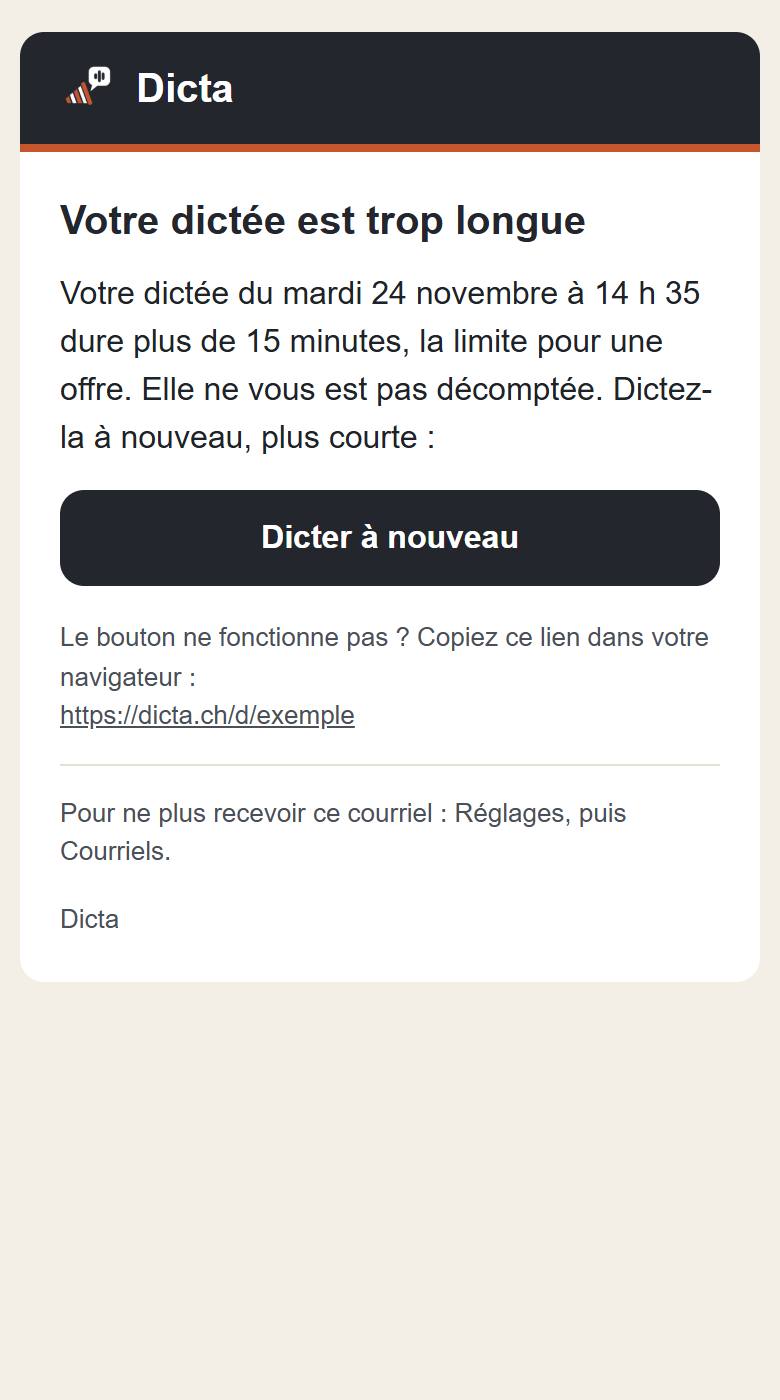 Dicta
Votre dictée est trop longue
Votre dictée du mardi 24 novembre à 14 h 35
dure plus de 15 minutes, la limite pour une
offre. Elle ne vous est pas décomptée. Dictez-
la à nouveau, plus courte :
Dicter à nouveau
Le bouton ne fonctionne pas ? Copiez ce lien dans votre
navigateur :
https://dicta.ch/d/exemple
Pour ne plus recevoir ce courriel : Réglages, puis
Courriels.
Dicta